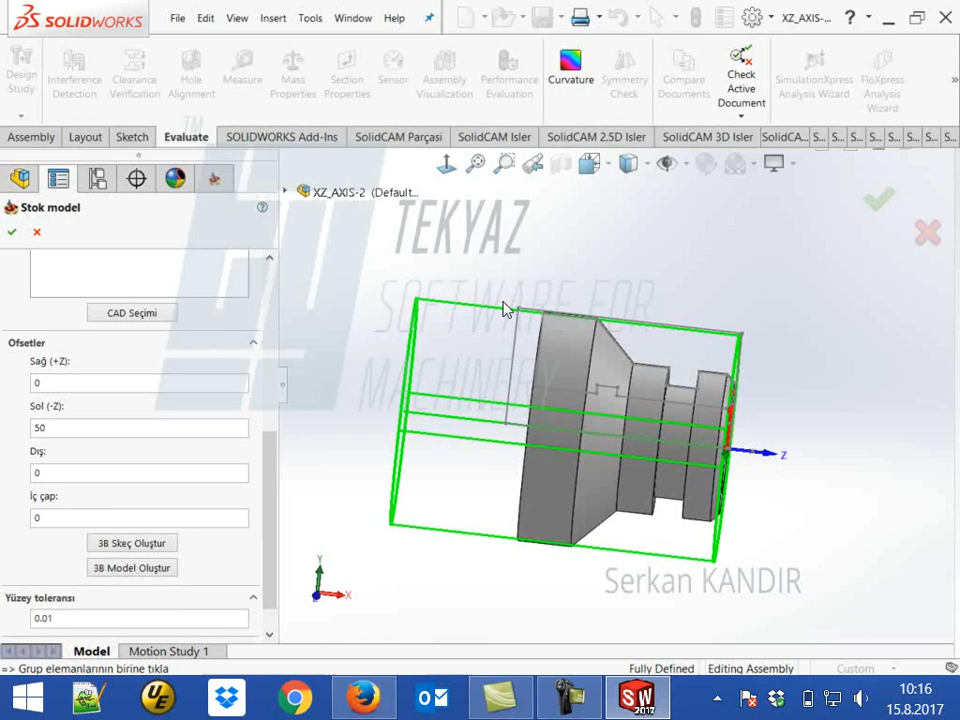 SOLIDWORKS File Edit View Insert Tools Window Help XZ_AXIS-... ?
Design Study
Interference Detection
Clearance Verification
Hole Alignment
Measure
Mass Properties
Section Properties
Sensor
Assembly Visualization
Performance Evaluation
Curvature
Symmetry Check
Compare Documents
Check Active Document
SimulationXpress Analysis Wizard
FloXpress Analysis Wizard
Assembly Layout Sketch Evaluate SOLIDWORKS Add-Ins SolidCAM Parçasi SolidCAM Isler SolidCAM 2.5D Isler SolidCAM 3D Isler SolidCA... S... S... S... S... S... S...
TM
XZ_AXIS-2 (Default...
Stok model
TEKYAZ
SOFTWARE FOR
MACHINERY
CAD Seçimi
Ofsetler
Sağ (+Z):
0
Sol (-Z):
50
Dış:
0
İç çap:
0
3B Skeç Oluştur
3B Model Oluştur
Yüzey toleransı
0.01
Z
Y
X
Serkan KANDIR
Model Motion Study 1
=> Grup elemanlarının birine tıkla Fully Defined Editing Assembly Custom
10:16
15.8.2017
SW
2017